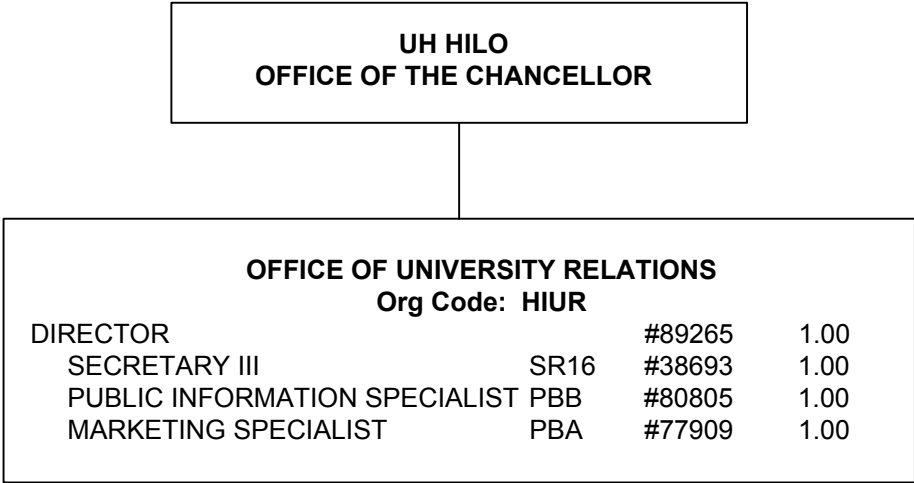 UH HILO
OFFICE OF THE CHANCELLOR
OFFICE OF UNIVERSITY RELATIONS
Org Code: HIUR
DIRECTOR #89265 1.00
SECRETARY III SR16 #38693 1.00
PUBLIC INFORMATION SPECIALIST PBB #80805 1.00
MARKETING SPECIALIST PBA #77909 1.00